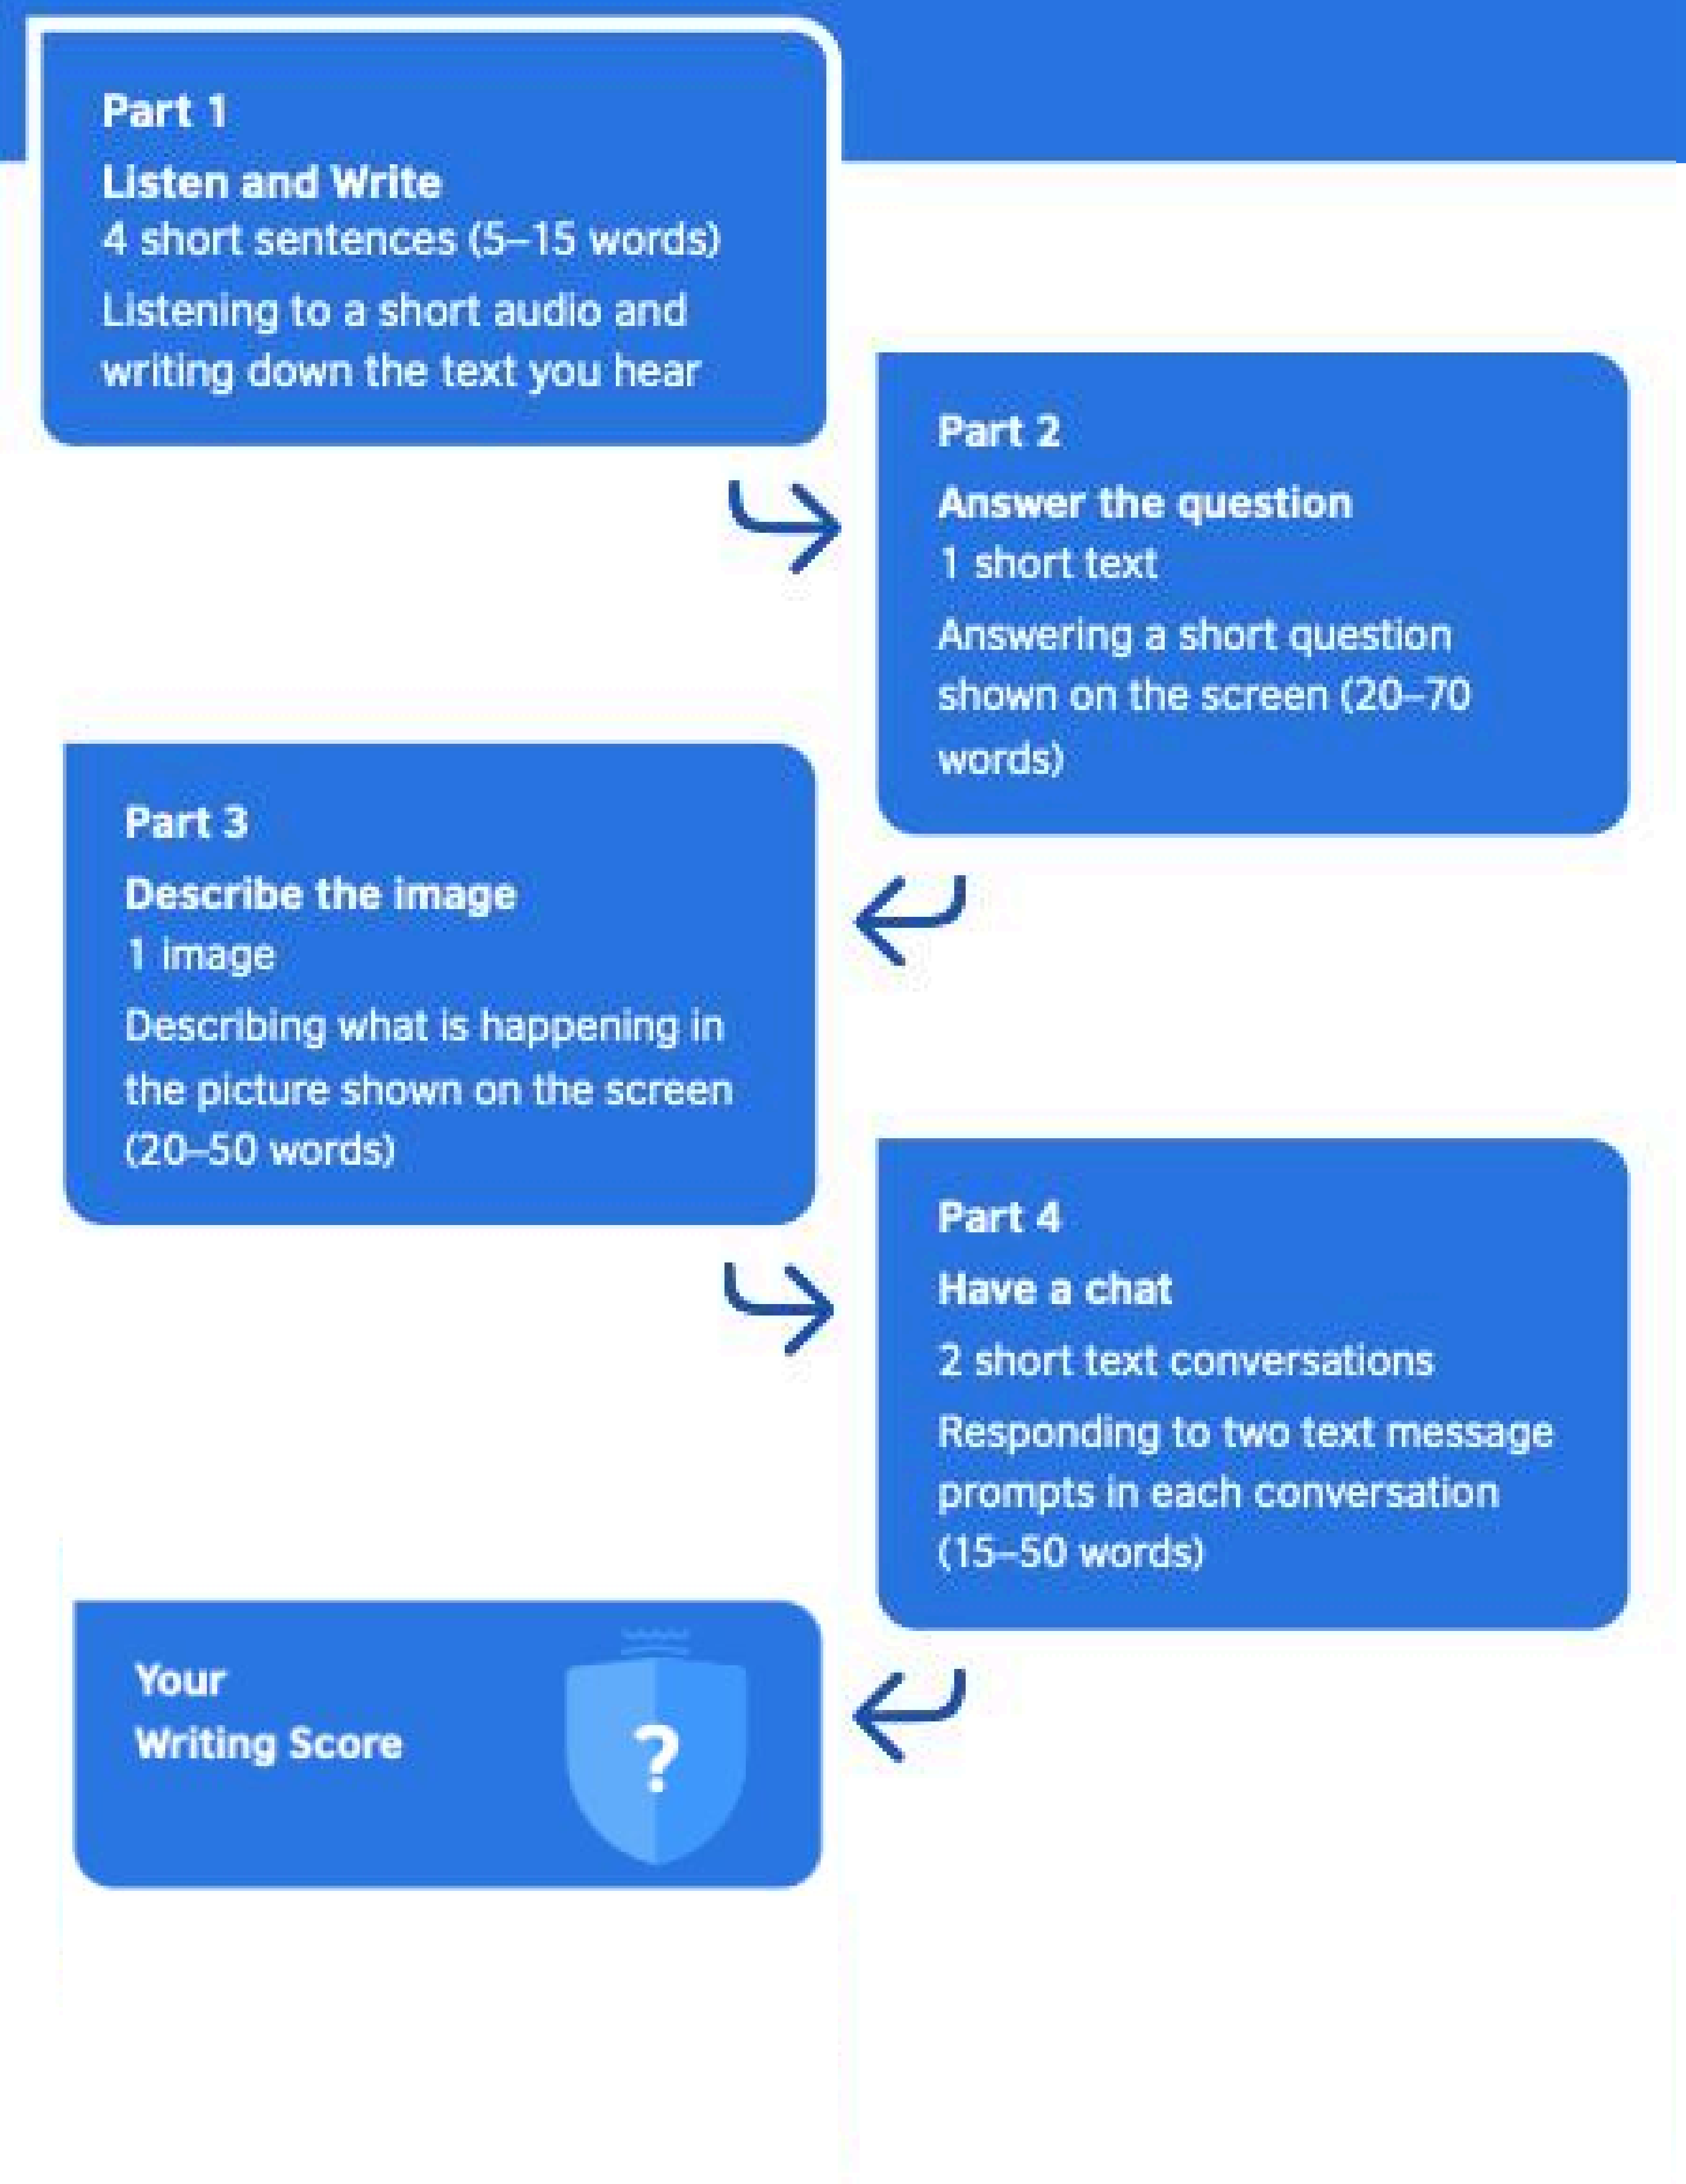 Part 1
Listen and Write
4 short sentences (5–15 words)
Listening to a short audio and
writing down the text you hear
Part 2
Answer the question
1 short text
Answering a short question
shown on the screen (20–70
words)
Part 3
Describe the image
1 image
Describing what is happening in
the picture shown on the screen
(20–50 words)
Part 4
Have a chat
2 short text conversations
Responding to two text message
prompts in each conversation
(15–50 words)
Your
Writing Score
?